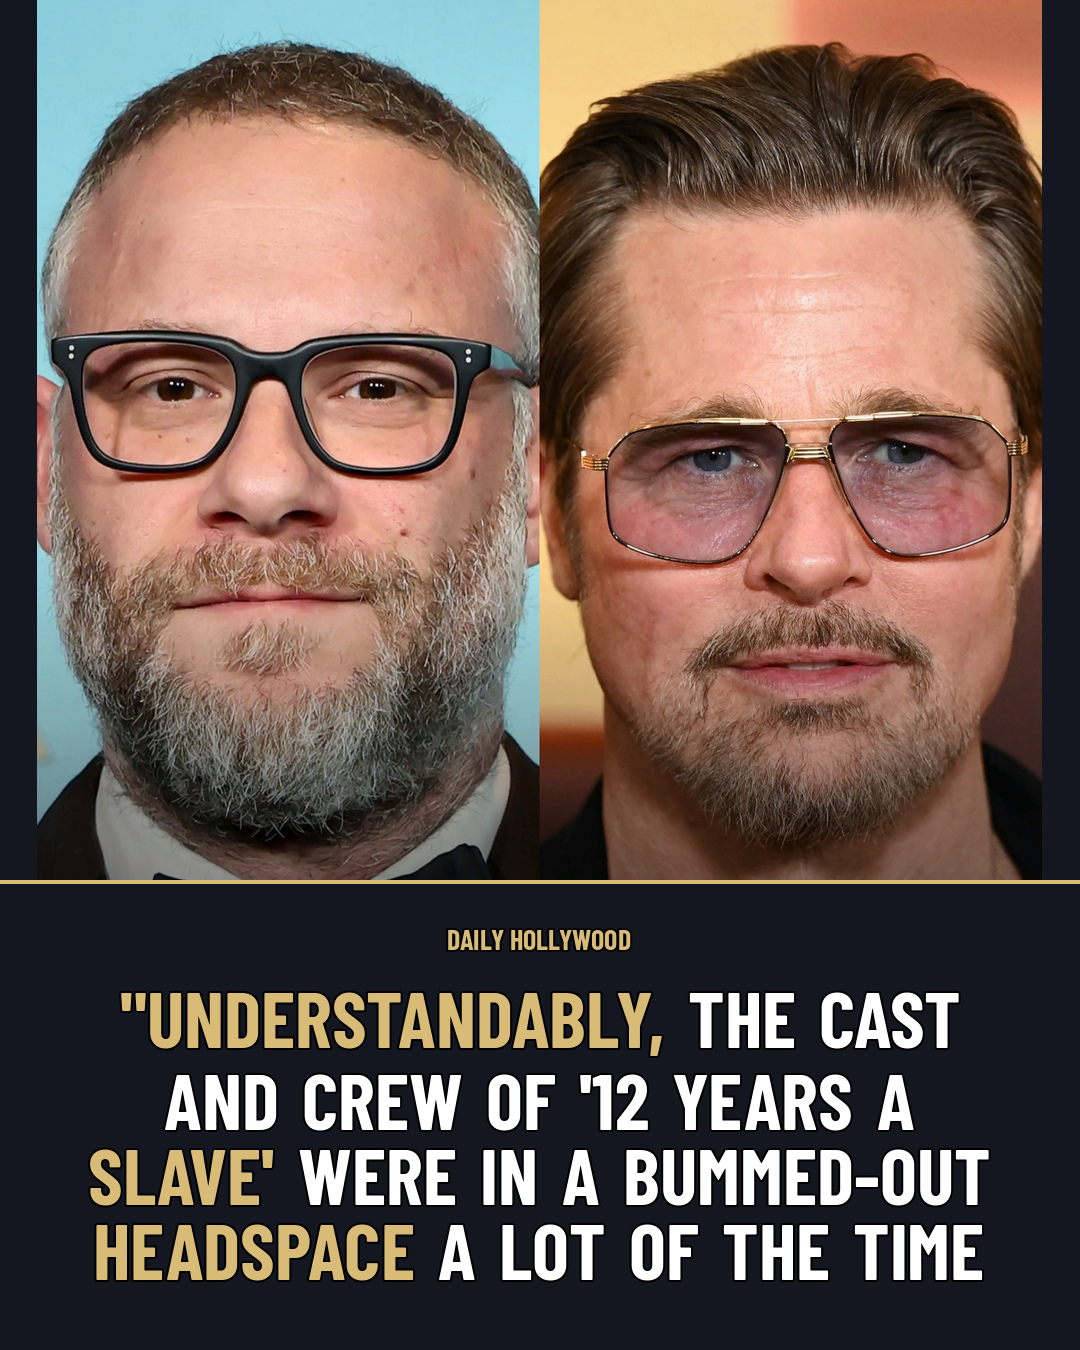 DAILY HOLLYWOOD
"UNDERSTANDABLY, THE CAST
AND CREW OF '12 YEARS A
SLAVE' WERE IN A BUMMED-OUT
HEADSPACE A LOT OF THE TIME